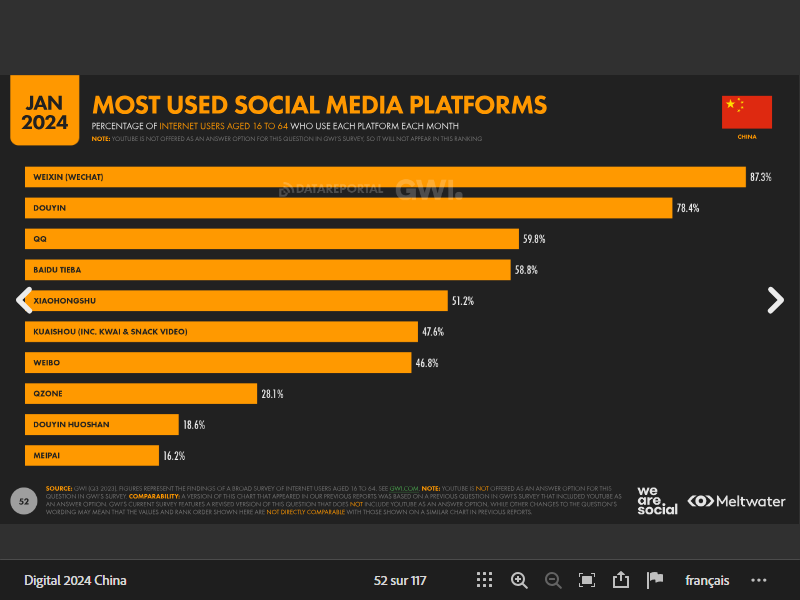 JAN
2024
MOST USED SOCIAL MEDIA PLATFORMS
PERCENTAGE OF INTERNET USERS AGED 16 TO 64 WHO USE EACH PLATFORM EACH MONTH
NOTE: YOUTUBE IS NOT OFFERED AS AN ANSWER OPTION FOR THIS QUESTION IN GWI'S SURVEY, SO IT WILL NOT APPEAR IN THIS RANKING
CHINA
WEIXIN (WECHAT) 87.3%
DATAREPORTAL GWI.
DOUYIN 78.4%
QQ 59.8%
BAIDU TIEBA 58.8%
XIAOHONGSHU 51.2%
KUAISHOU (INC. KWAI & SNACK VIDEO) 47.6%
WEIBO 46.8%
QZONE 28.1%
DOUYIN HUOSHAN 18.6%
MEIPAI 16.2%
52
SOURCE: GWI (Q3 2023). FIGURES REPRESENT THE FINDINGS OF A BROAD SURVEY OF INTERNET USERS AGED 16 TO 64. SEE GWI.COM. NOTE: YOUTUBE IS NOT OFFERED AS AN ANSWER OPTION FOR THIS
QUESTION IN GWI'S SURVEY. COMPARABILITY: A VERSION OF THIS CHART THAT APPEARED IN OUR PREVIOUS REPORTS WAS BASED ON A PREVIOUS QUESTION IN GWI'S SURVEY THAT INCLUDED YOUTUBE AS
AN ANSWER OPTION. GWI'S CURRENT SURVEY FEATURES A REVISED VERSION OF THIS QUESTION THAT DOES NOT INCLUDE YOUTUBE AS AN ANSWER OPTION, WHILE OTHER CHANGES TO THE QUESTION'S
WORDING MAY MEAN THAT THE VALUES AND RANK ORDER SHOWN HERE ARE NOT DIRECTLY COMPARABLE WITH THOSE SHOWN ON A SIMILAR CHART IN PREVIOUS REPORTS.
we
are.
social
Meltwater
Digital 2024 China 52 sur 117 français